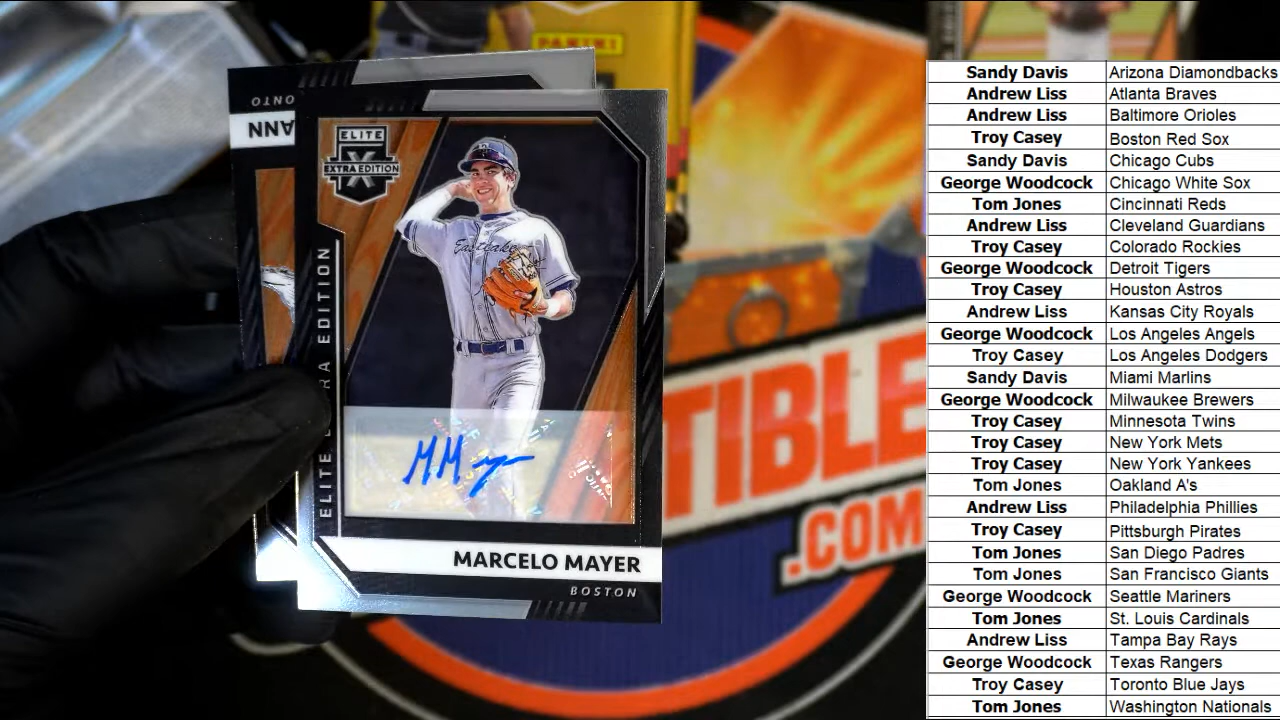 PANINI
ONTO
ANN
ELITE
X
EXTRA EDITION
Eastlake
MM
MARCELO MAYER
BOSTON
TIBLE
.COM
Sandy Davis Arizona Diamondbacks
Andrew Liss Atlanta Braves
Andrew Liss Baltimore Orioles
Troy Casey Boston Red Sox
Sandy Davis Chicago Cubs
George Woodcock Chicago White Sox
Tom Jones Cincinnati Reds
Andrew Liss Cleveland Guardians
Troy Casey Colorado Rockies
George Woodcock Detroit Tigers
Troy Casey Houston Astros
Andrew Liss Kansas City Royals
George Woodcock Los Angeles Angels
Troy Casey Los Angeles Dodgers
Sandy Davis Miami Marlins
George Woodcock Milwaukee Brewers
Troy Casey Minnesota Twins
Troy Casey New York Mets
Troy Casey New York Yankees
Tom Jones Oakland A's
Andrew Liss Philadelphia Phillies
Troy Casey Pittsburgh Pirates
Tom Jones San Diego Padres
Tom Jones San Francisco Giants
George Woodcock Seattle Mariners
Tom Jones St. Louis Cardinals
Andrew Liss Tampa Bay Rays
George Woodcock Texas Rangers
Troy Casey Toronto Blue Jays
Tom Jones Washington Nationals